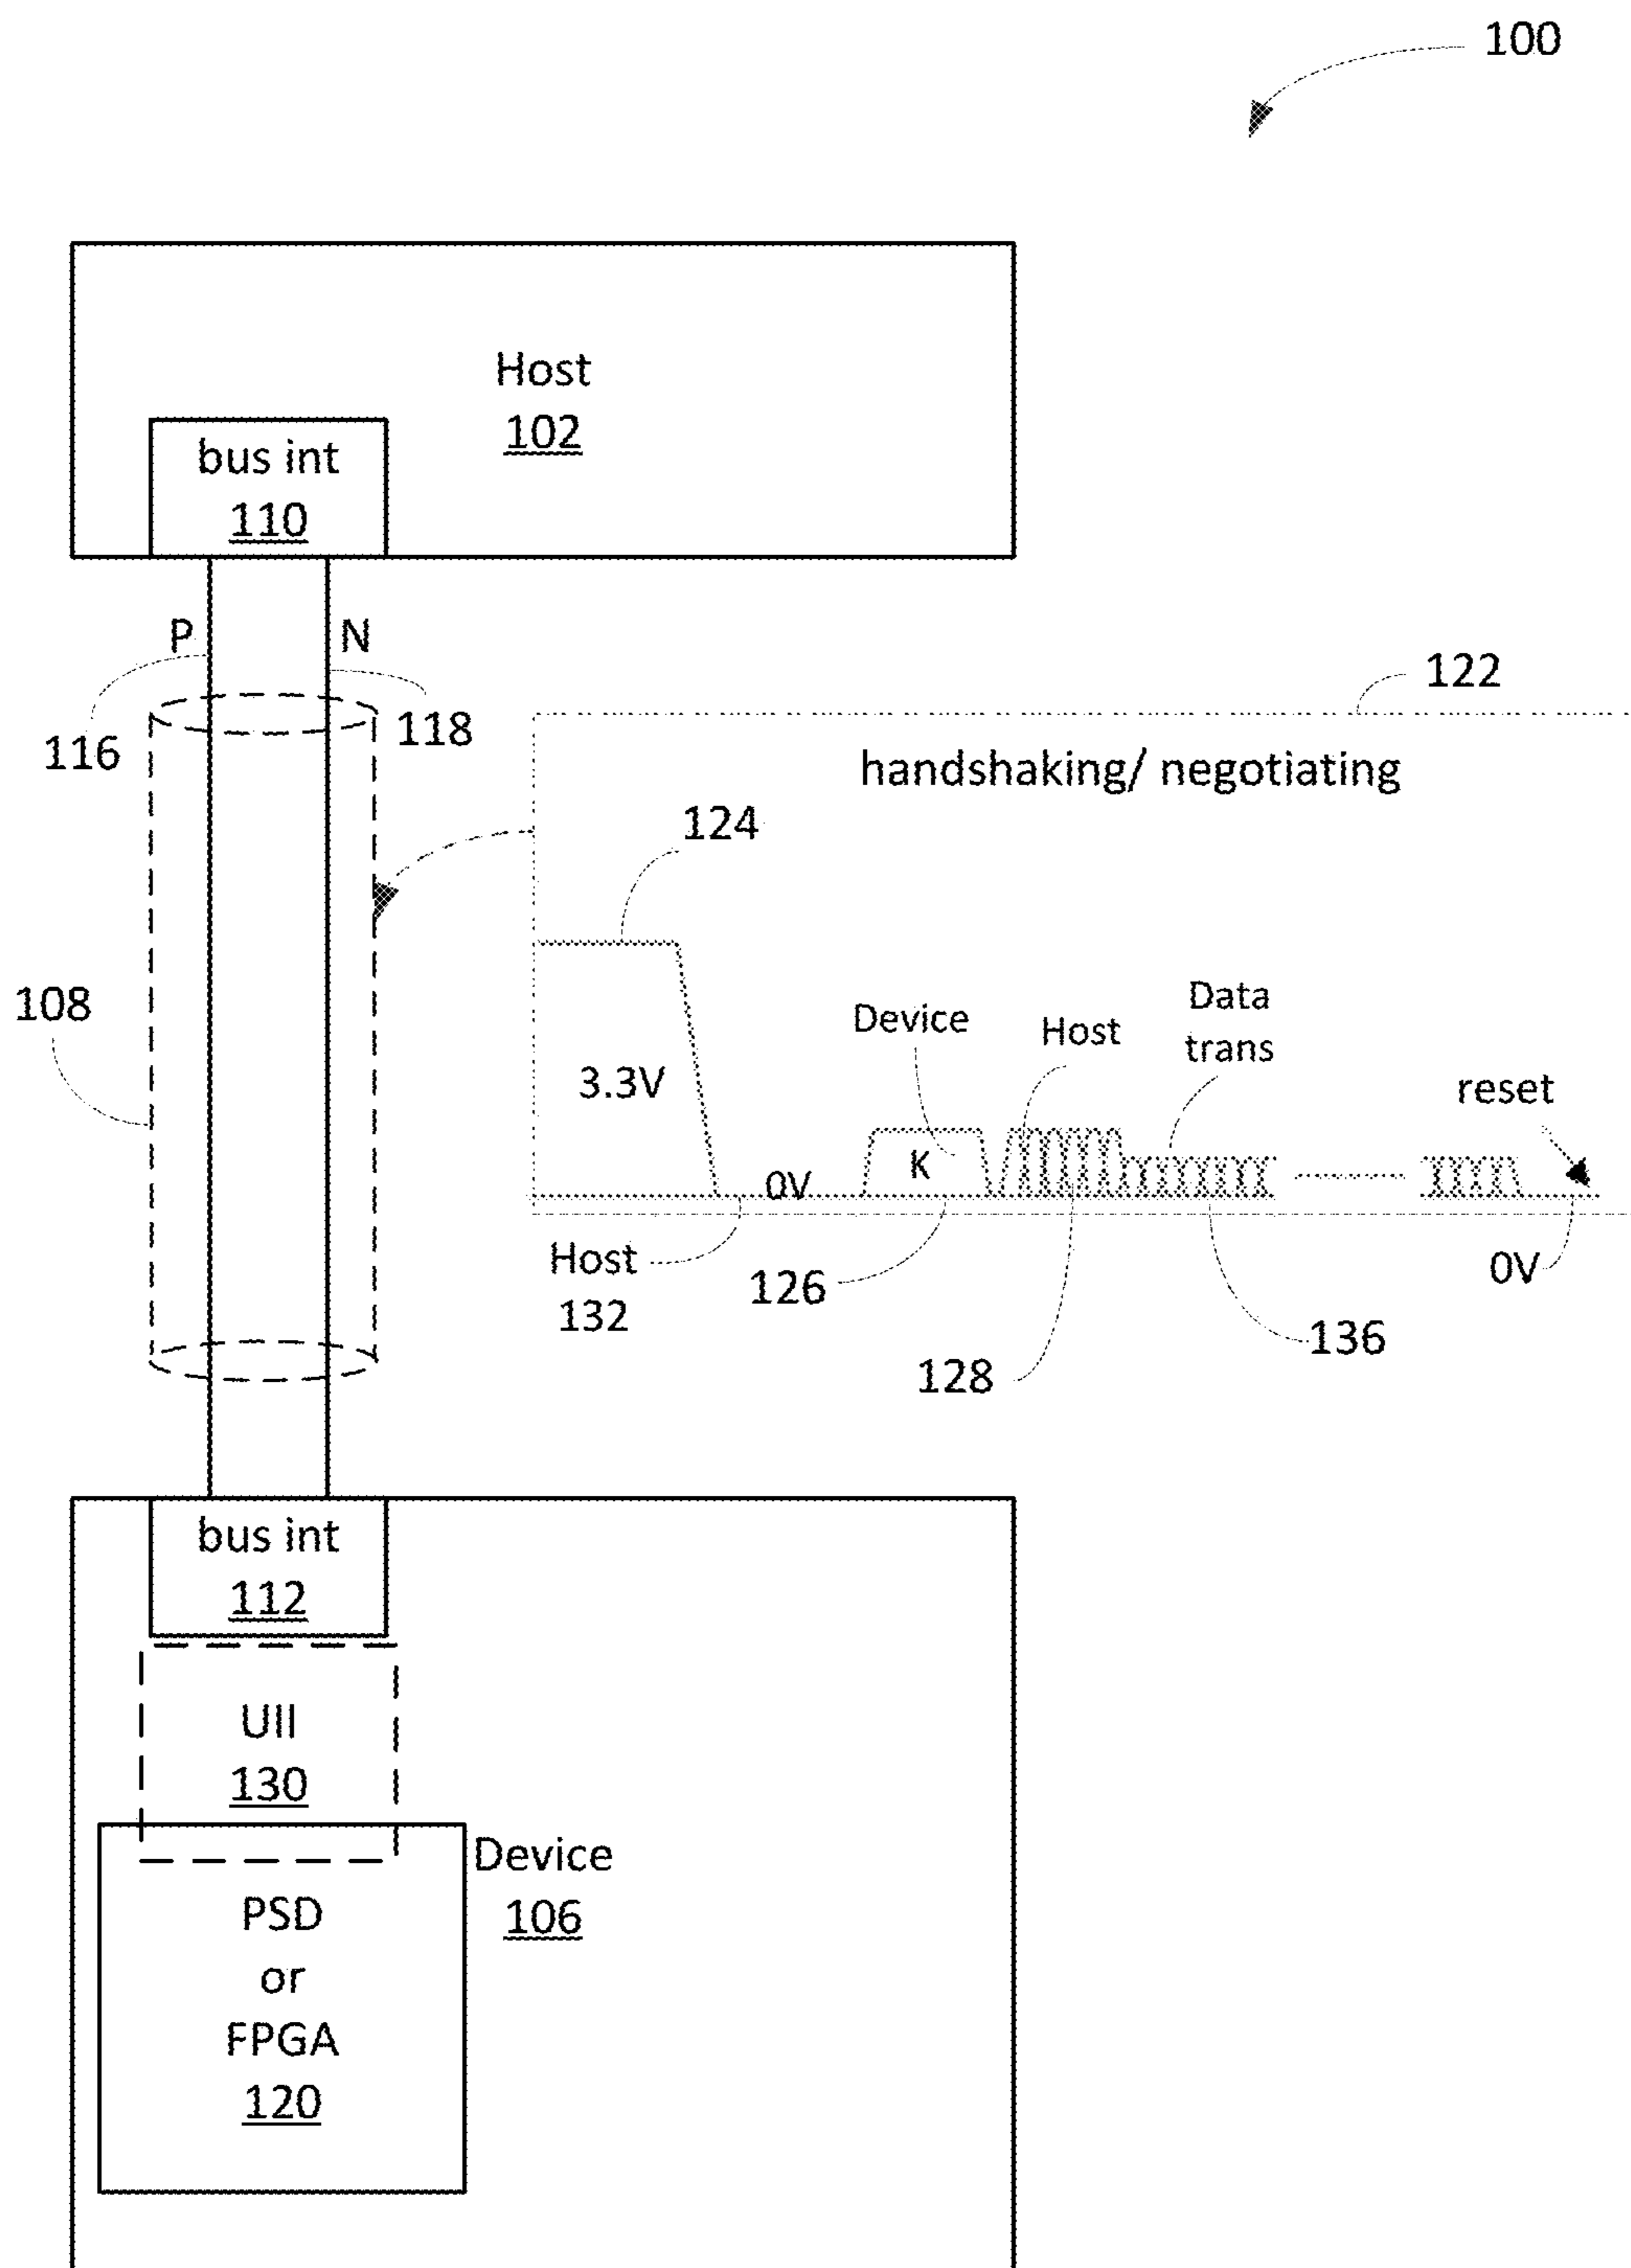 100
Host
102
bus int
110
P
N
116
118
122
handshaking/ negotiating
124
108
3.3V
Device
Host
Data
trans
reset
K
0V
Host
132
126
128
136
0V
bus int
112
UII
130
Device
106
PSD
or
FPGA
120